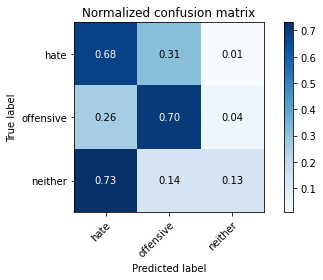 Normalized confusion matrix
True label
hate 0.68 0.31 0.01
offensive 0.26 0.70 0.04
neither 0.73 0.14 0.13
hate offensive neither
Predicted label
0.7
0.6
0.5
0.4
0.3
0.2
0.1